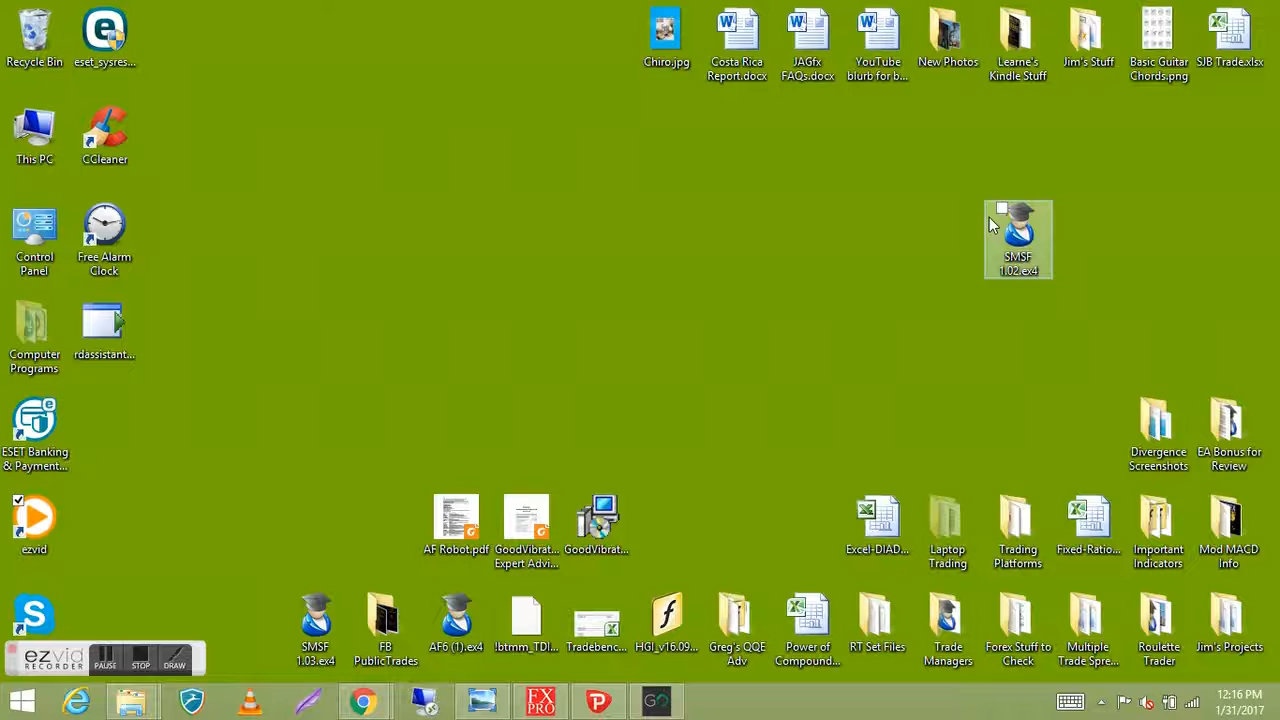 Recycle Bin
eset_sysres...
Chiro.jpg
Costa Rica
Report.docx
JAGfx
FAQs.docx
YouTube
blurb for b...
New Photos
Learne's
Kindle Stuff
Jim's Stuff
Basic Guitar
Chords.png
SJB Trade.xlsx
This PC
CCleaner
Control
Panel
Free Alarm
Clock
SMSF
1.02.ex4
Computer
Programs
rdassistant...
ESET Banking
& Payment...
Divergence
Screenshots
EA Bonus for
Review
ezvid
AF Robot.pdf
GoodVibrat...
Expert Advi...
GoodVibrat...
Excel-DIAD...
Laptop
Trading
Trading
Platforms
Fixed-Ratio...
Important
Indicators
Mod MACD
Info
SMSF
1.03.ex4
FB
PublicTrades
AF6 (1).ex4
!btmm_TDI...
Tradebenc...
HGI_v16.09...
Greg's QQE
Adv
Power of
Compound...
RT Set Files
Trade
Managers
Forex Stuff to
Check
Multiple
Trade Spre...
Roulette
Trader
Jim's Projects
ezvid
RECORDER
PAUSE
STOP
DRAW
FX
PRO
GO
12:16 PM
1/31/2017